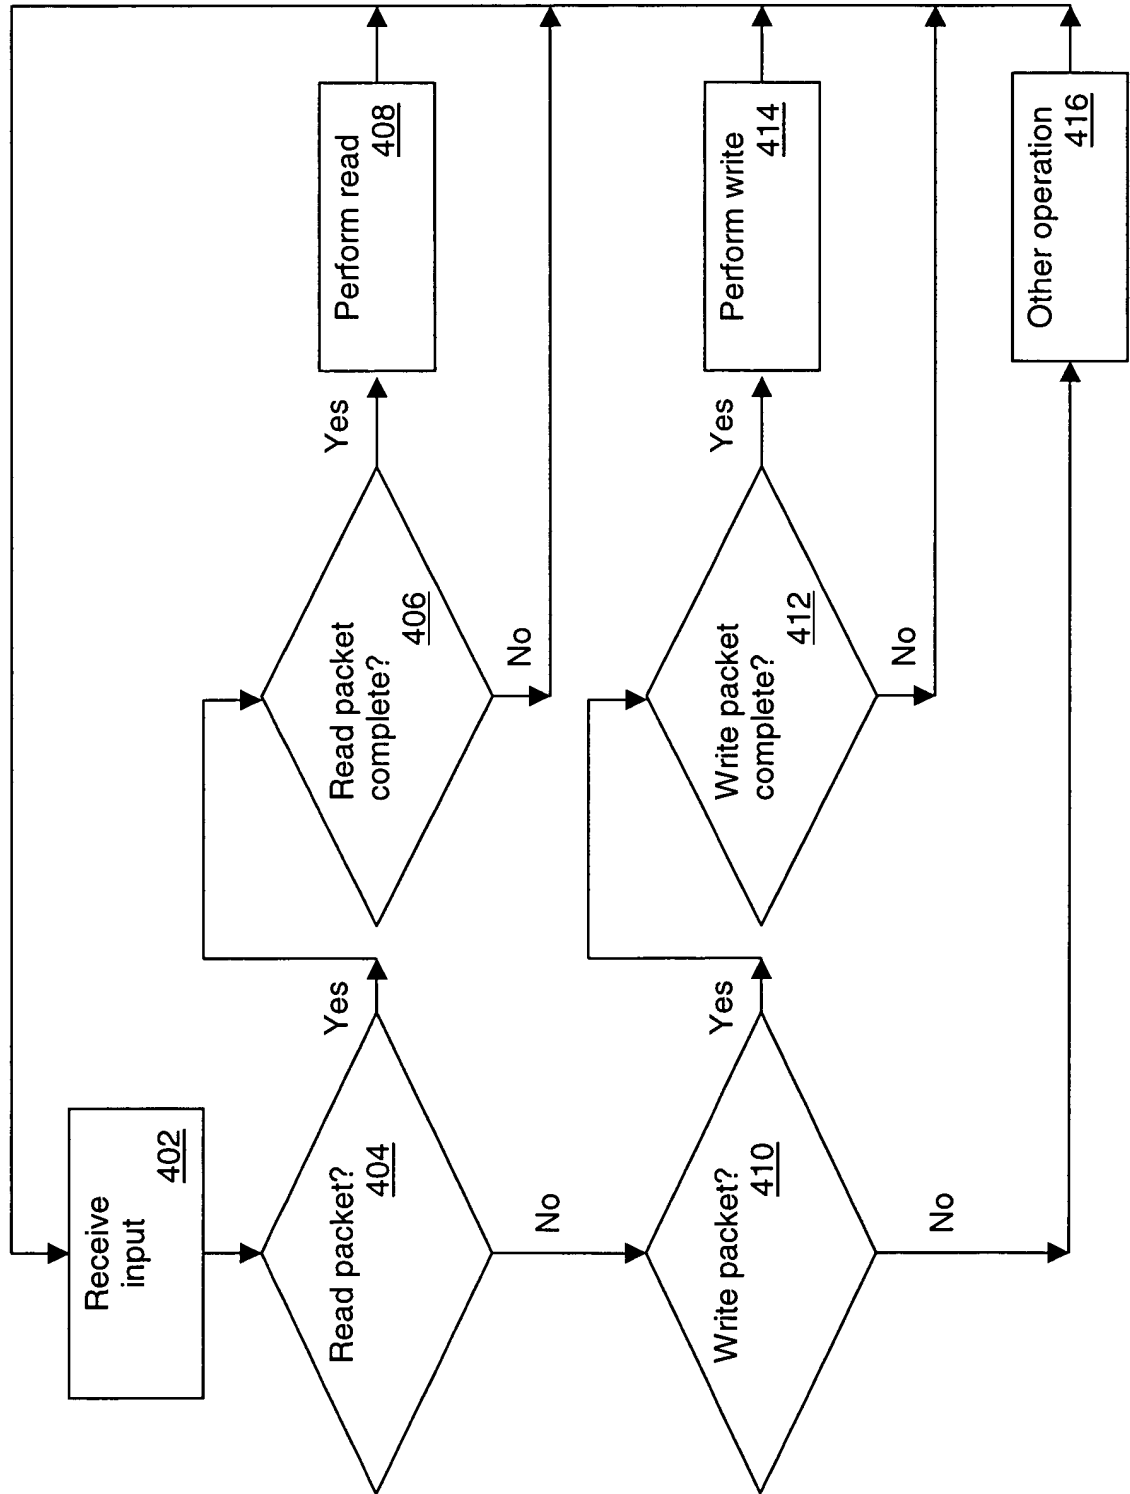 Receive
input
402
Read packet?
404
Yes
No
Read packet
complete?
406
Yes
No
Perform read
408
Write packet?
410
Yes
No
Write packet
complete?
412
Yes
No
Perform write
414
Other operation
416